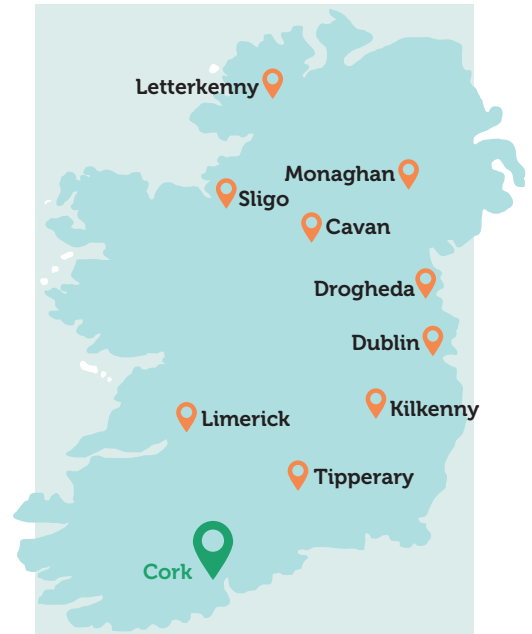 Letterkenny
Monaghan
Sligo
Cavan
Drogheda
Dublin
Kilkenny
Limerick
Tipperary
Cork